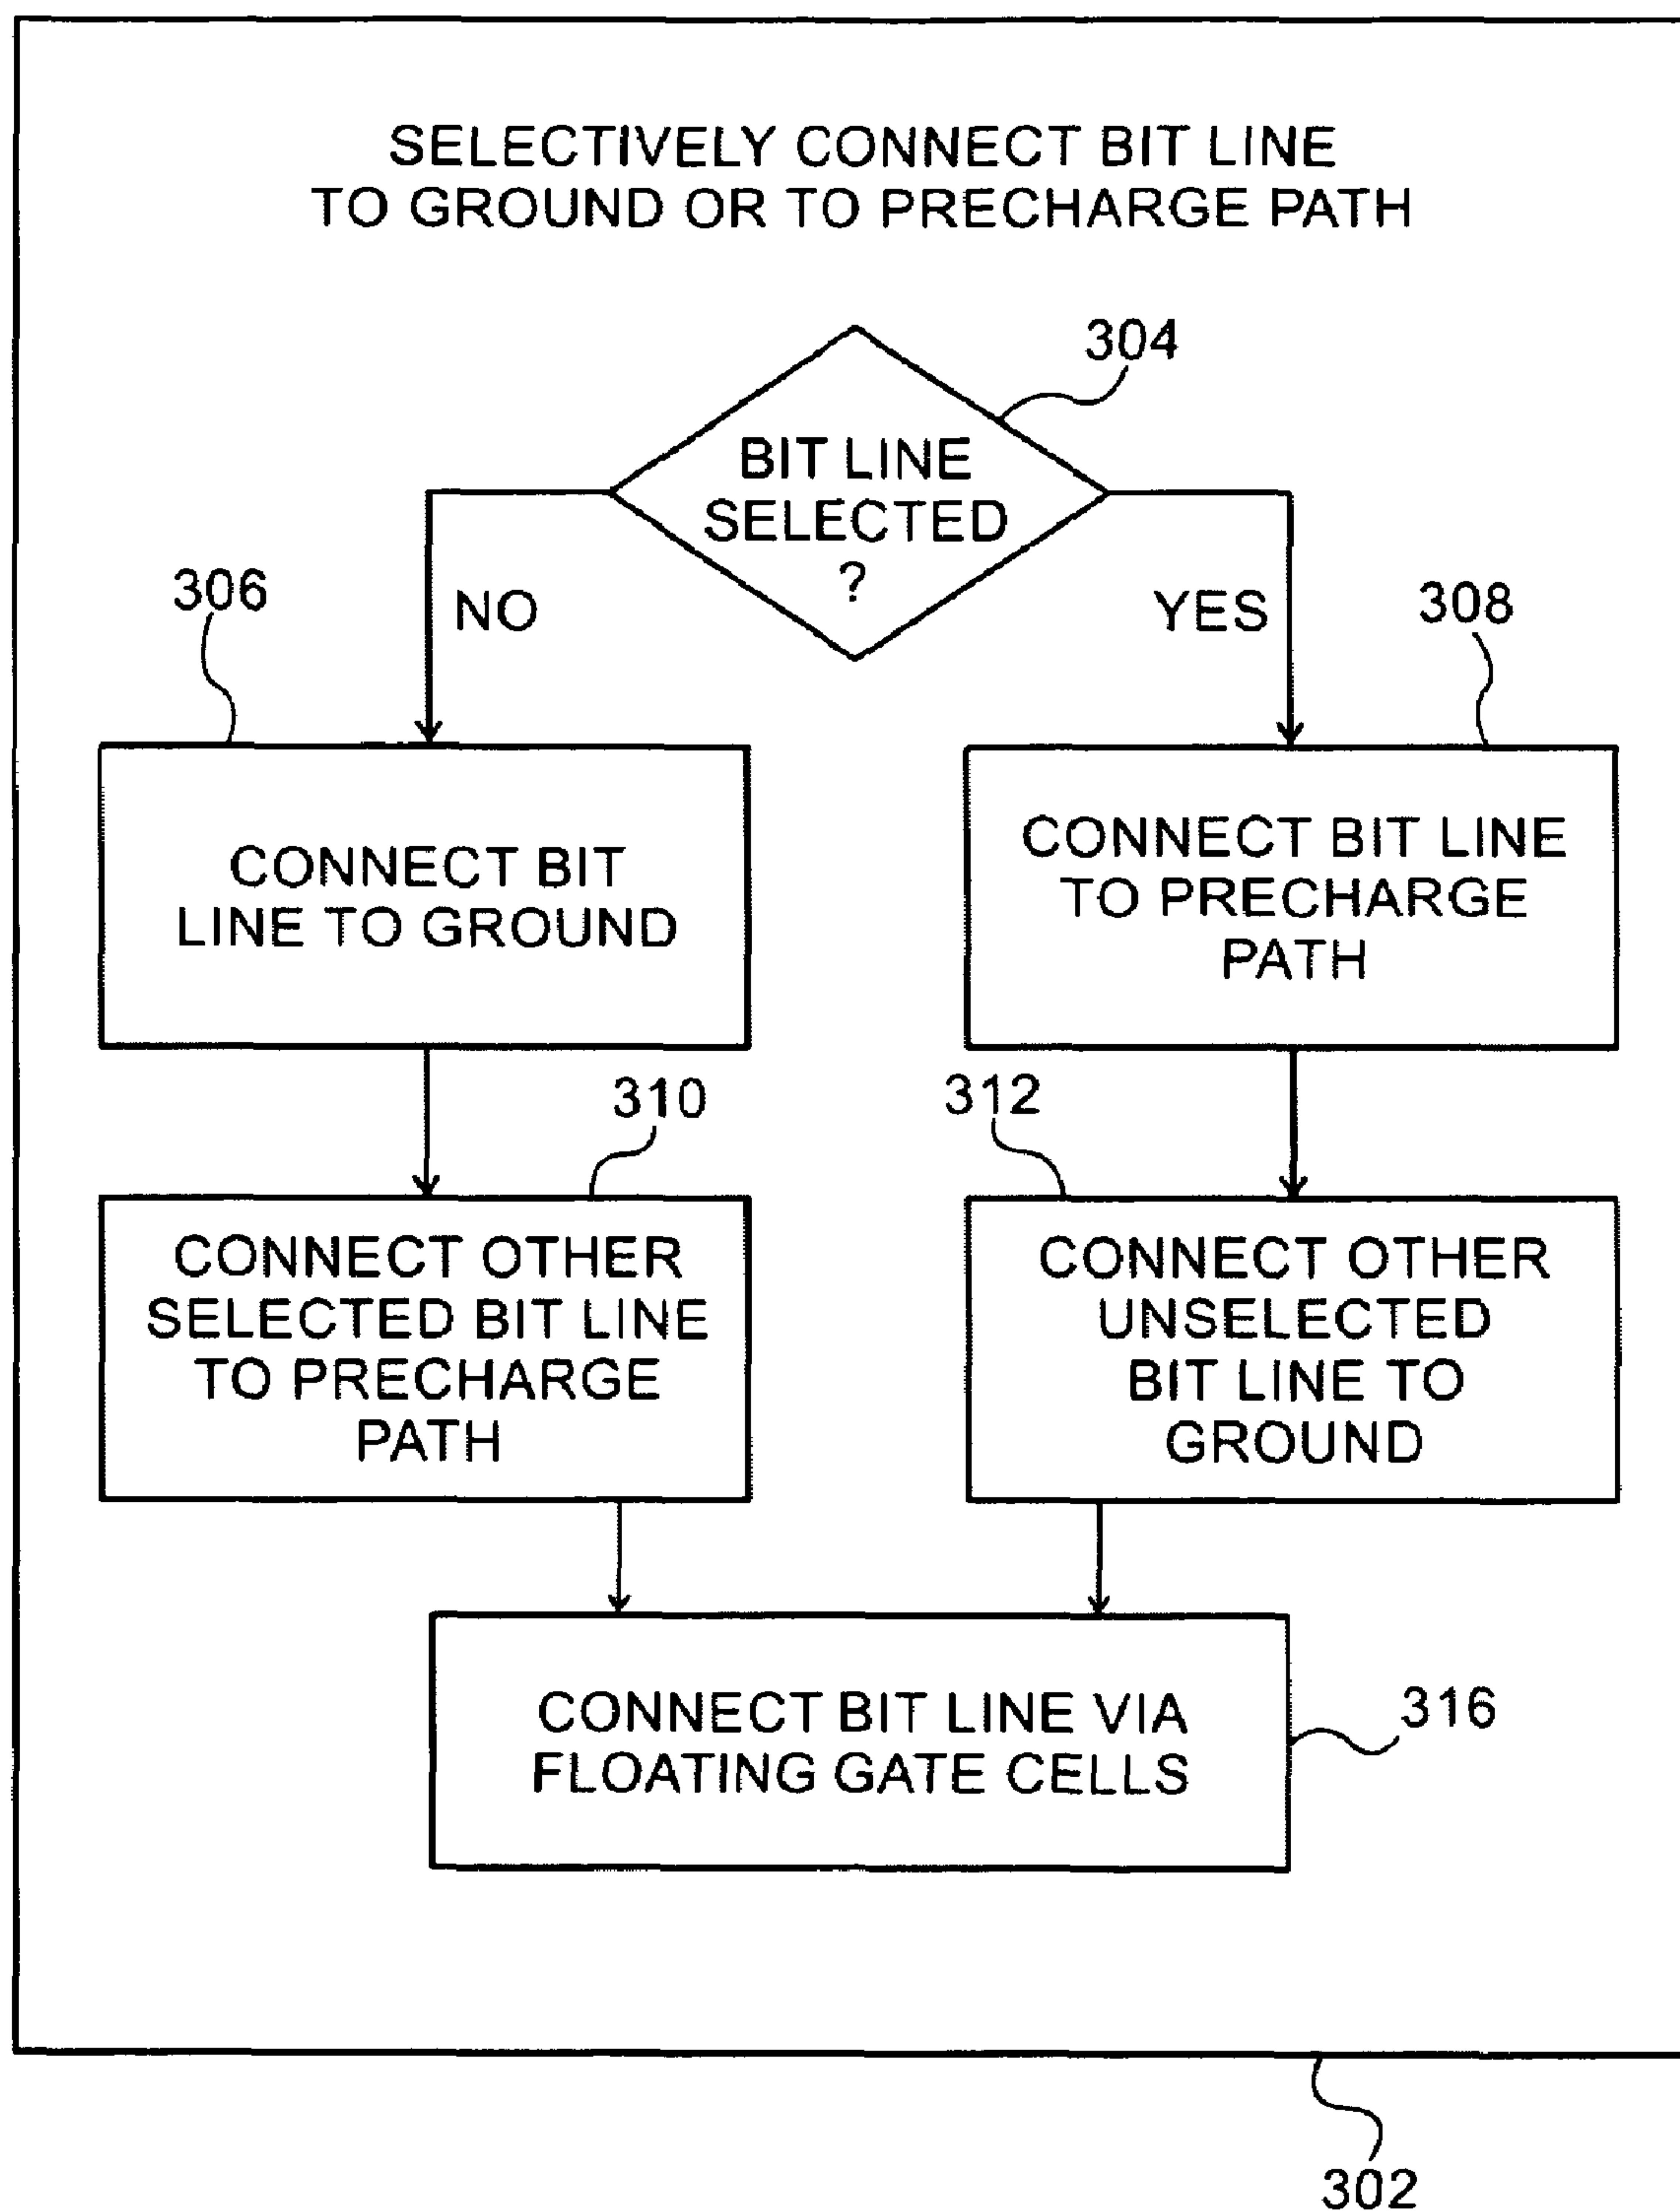 SELECTIVELY CONNECT BIT LINE
TO GROUND OR TO PRECHARGE PATH
304
BIT LINE
SELECTED
?
306
NO
YES
308
CONNECT BIT
LINE TO GROUND
CONNECT BIT LINE
TO PRECHARGE
PATH
310
312
CONNECT OTHER
SELECTED BIT LINE
TO PRECHARGE
PATH
CONNECT OTHER
UNSELECTED
BIT LINE TO
GROUND
CONNECT BIT LINE VIA
FLOATING GATE CELLS
316
302